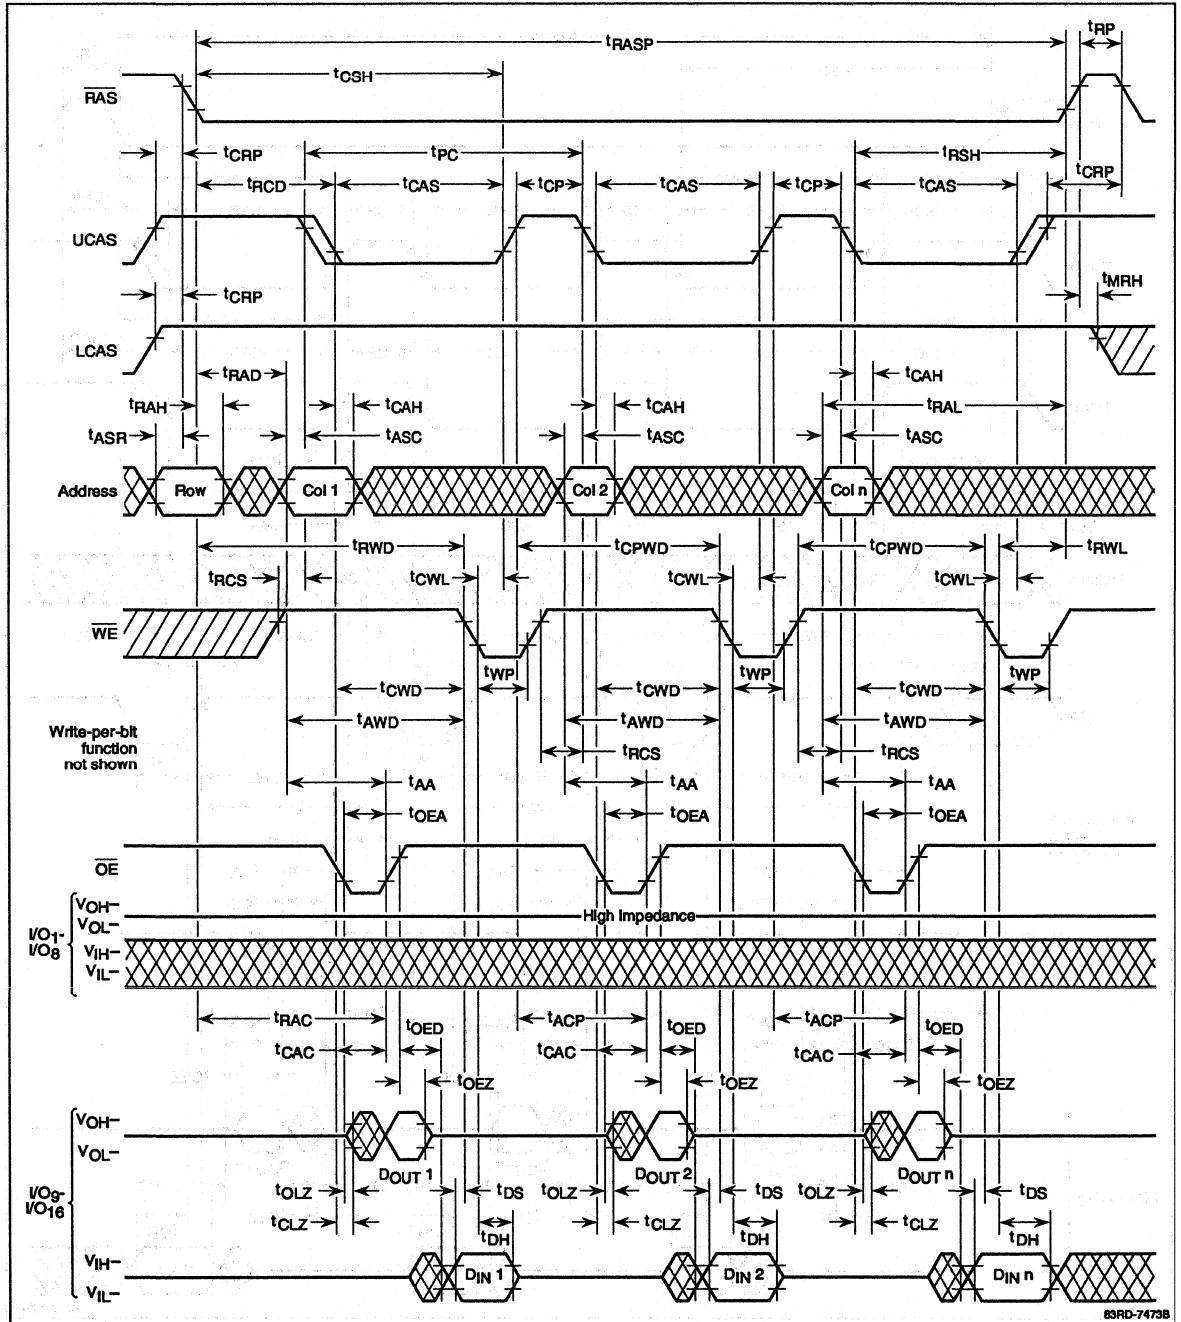 tRASP tRP
tCSH
RAS
tCRP tPC tRSH
tRCD tCAS tCP tCAS tCP tCAS tCRP
UCAS
tCRP tMRH
LCAS
tRAD tCAH
tRAH tCAH tCAH tRAL
tASR tASC tASC tASC
Address Row Col 1 Col 2 Col n
tRWD tCPWD tCPWD tRWL
tRCS tCWL tCWL tCWL
WE
tWP tWP tWP
tCWD tCWD tCWD
tAWD tAWD tAWD
Write-per-bit
function
not shown
tRCS tRCS
tAA tAA tAA
tOEA tOEA tOEA
OE
VOH–
High Impedance
VOL–
I/O1-
I/O8
VIH–
VIL–
tRAC tACP tACP
tOED tOED tOED
tCAC tCAC tCAC
tOEZ tOEZ tOEZ
VOH–
VOL–
DOUT 1 DOUT 2 DOUT n
I/O9-
I/O16
tOLZ tDS tOLZ tDS tOLZ tDS
tCLZ tCLZ tCLZ
tDH tDH tDH
VIH–
DIN 1 DIN 2 DIN n
VIL–
83RD-7473B